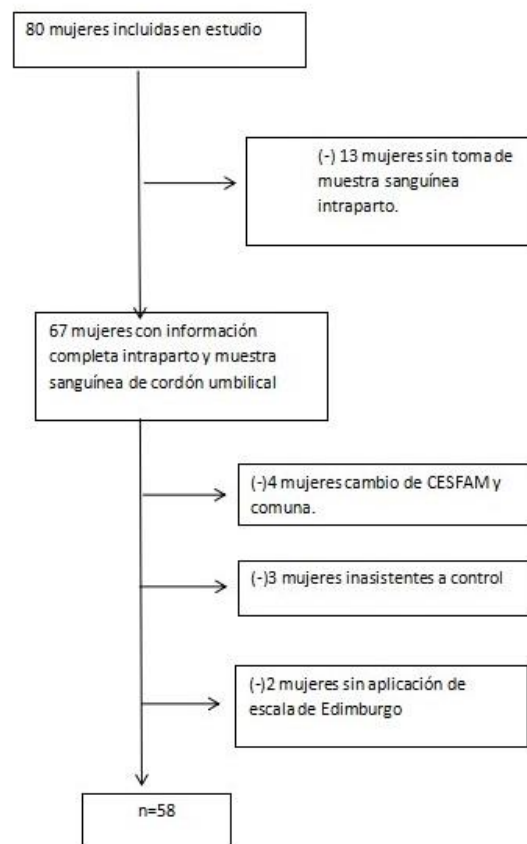 80 mujeres incluidas en estudio
(-) 13 mujeres sin toma de
muestra sanguínea
intraparto.
67 mujeres con información
completa intraparto y muestra
sanguínea de cordón umbilical
(-)4 mujeres cambio de CESFAM y
comuna.
(-)3 mujeres inasistentes a control
(-)2 mujeres sin aplicación de
escala de Edimburgo
n=58